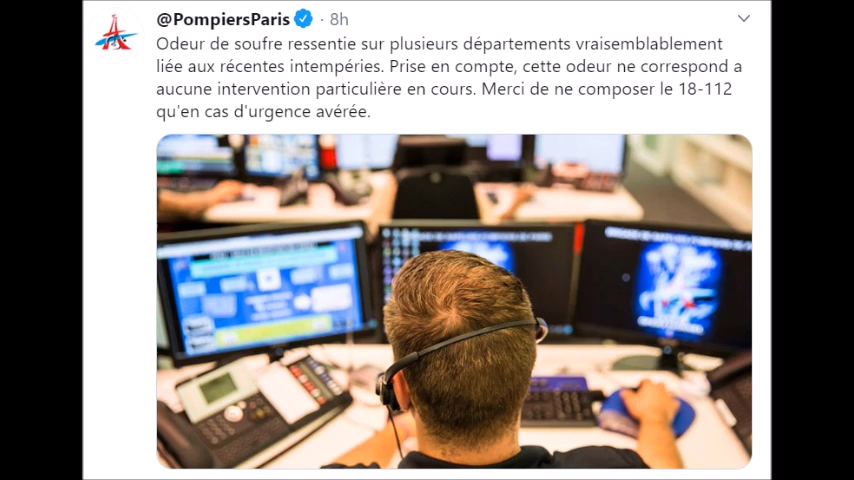 @PompiersParis · 8h
Odeur de soufre ressentie sur plusieurs départements vraisemblablement
liée aux récentes intempéries. Prise en compte, cette odeur ne correspond a
aucune intervention particulière en cours. Merci de ne composer le 18-112
qu'en cas d'urgence avérée.